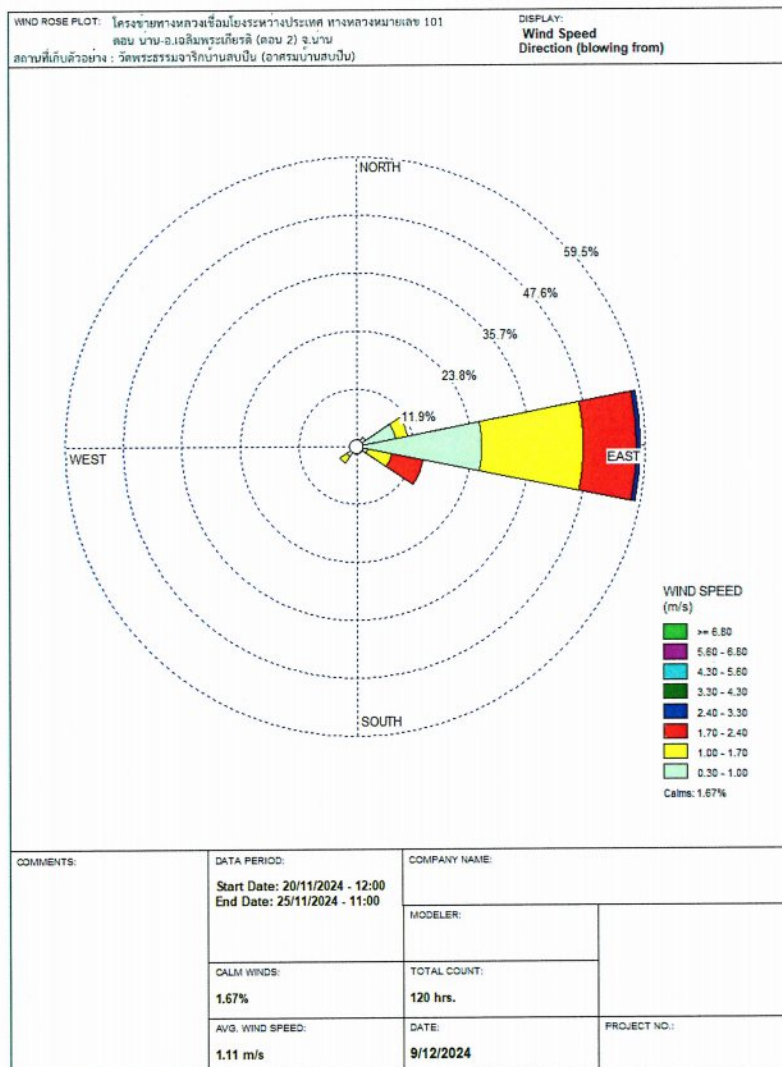 WIND ROSE PLOT:
โครงข่ายทางหลวงเชื่อมโยงระหว่างประเทศ ทางหลวงหมายเลข 101
ตอน น่าน-อ.เฉลิมพระเกียรติ (ตอน 2) จ.น่าน
สถานที่เก็บตัวอย่าง : วัดพระธรรมจาริกบ้านสบปืน (อาศรมบ้านสบปืน)
DISPLAY:
Wind Speed
Direction (blowing from)
NORTH
59.5%
47.6%
35.7%
23.8%
11.9%
WEST
EAST
SOUTH
WIND SPEED
(m/s)
>= 6.80
5.60 - 6.80
4.30 - 5.60
3.30 - 4.30
2.40 - 3.30
1.70 - 2.40
1.00 - 1.70
0.30 - 1.00
Calms: 1.67%
COMMENTS:
DATA PERIOD:
Start Date: 20/11/2024 - 12:00
End Date: 25/11/2024 - 11:00
COMPANY NAME:
MODELER:
CALM WINDS:
1.67%
TOTAL COUNT:
120 hrs.
AVG. WIND SPEED:
1.11 m/s
DATE:
9/12/2024
PROJECT NO.: